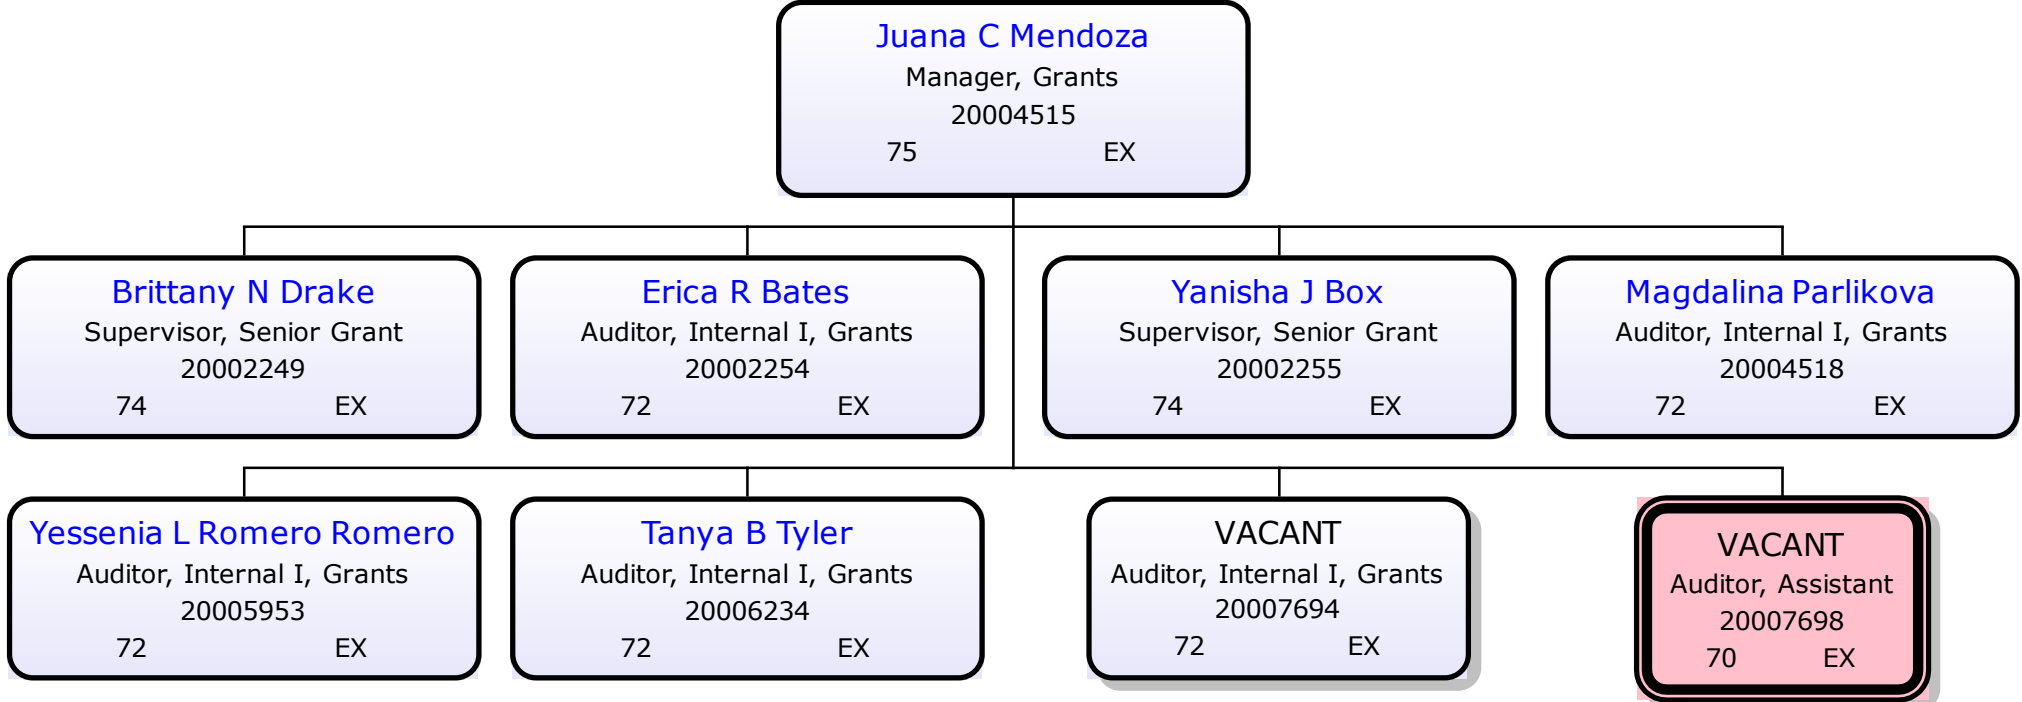 Juana C Mendoza
Manager, Grants
20004515
75 EX
Brittany N Drake
Supervisor, Senior Grant
20002249
74 EX
Erica R Bates
Auditor, Internal I, Grants
20002254
72 EX
Yanisha J Box
Supervisor, Senior Grant
20002255
74 EX
Magdalina Parlikova
Auditor, Internal I, Grants
20004518
72 EX
Yessenia L Romero Romero
Auditor, Internal I, Grants
20005953
72 EX
Tanya B Tyler
Auditor, Internal I, Grants
20006234
72 EX
VACANT
Auditor, Internal I, Grants
20007694
72 EX
VACANT
Auditor, Assistant
20007698
70 EX